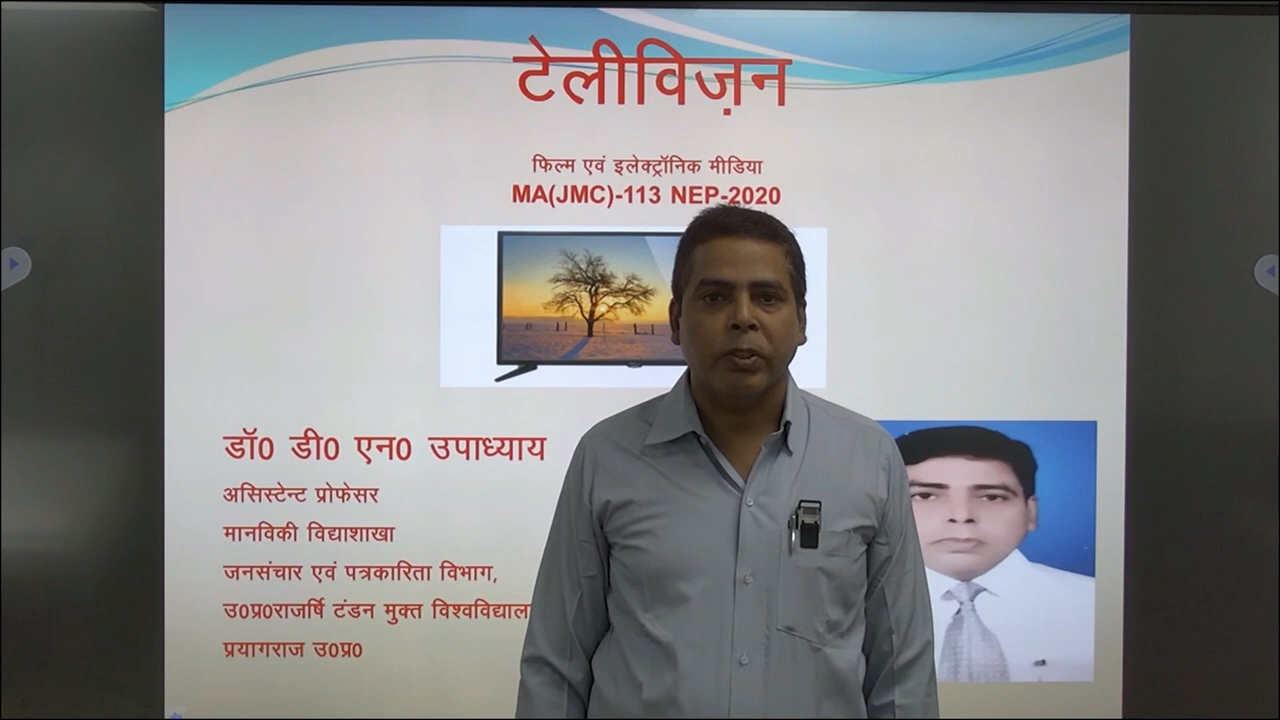 टेलीविज़न
फिल्म एवं इलेक्ट्रॉनिक मीडिया
MA(JMC)-113 NEP-2020
डॉ0 डी0 एन0 उपाध्याय
असिस्टेन्ट प्रोफेसर
मानविकी विद्याशाखा
जनसंचार एवं पत्रकारिता विभाग,
उ0प्र0राजर्षि टंडन मुक्त
प्रयागराज उ0प्र0